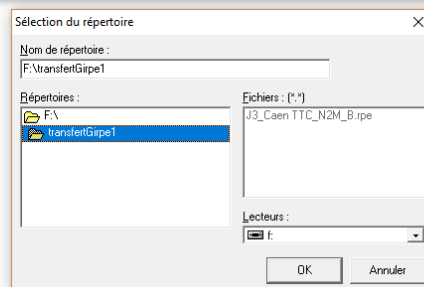 Sélection du répertoire
Nom de répertoire :
F:\transfertGirpe1
Répertoires :
F:\
transfertGirpe1
Fichiers : (*.*)
J3_Caen TTC_N2M_B.rpe
Lecteurs :
f:
OK
Annuler